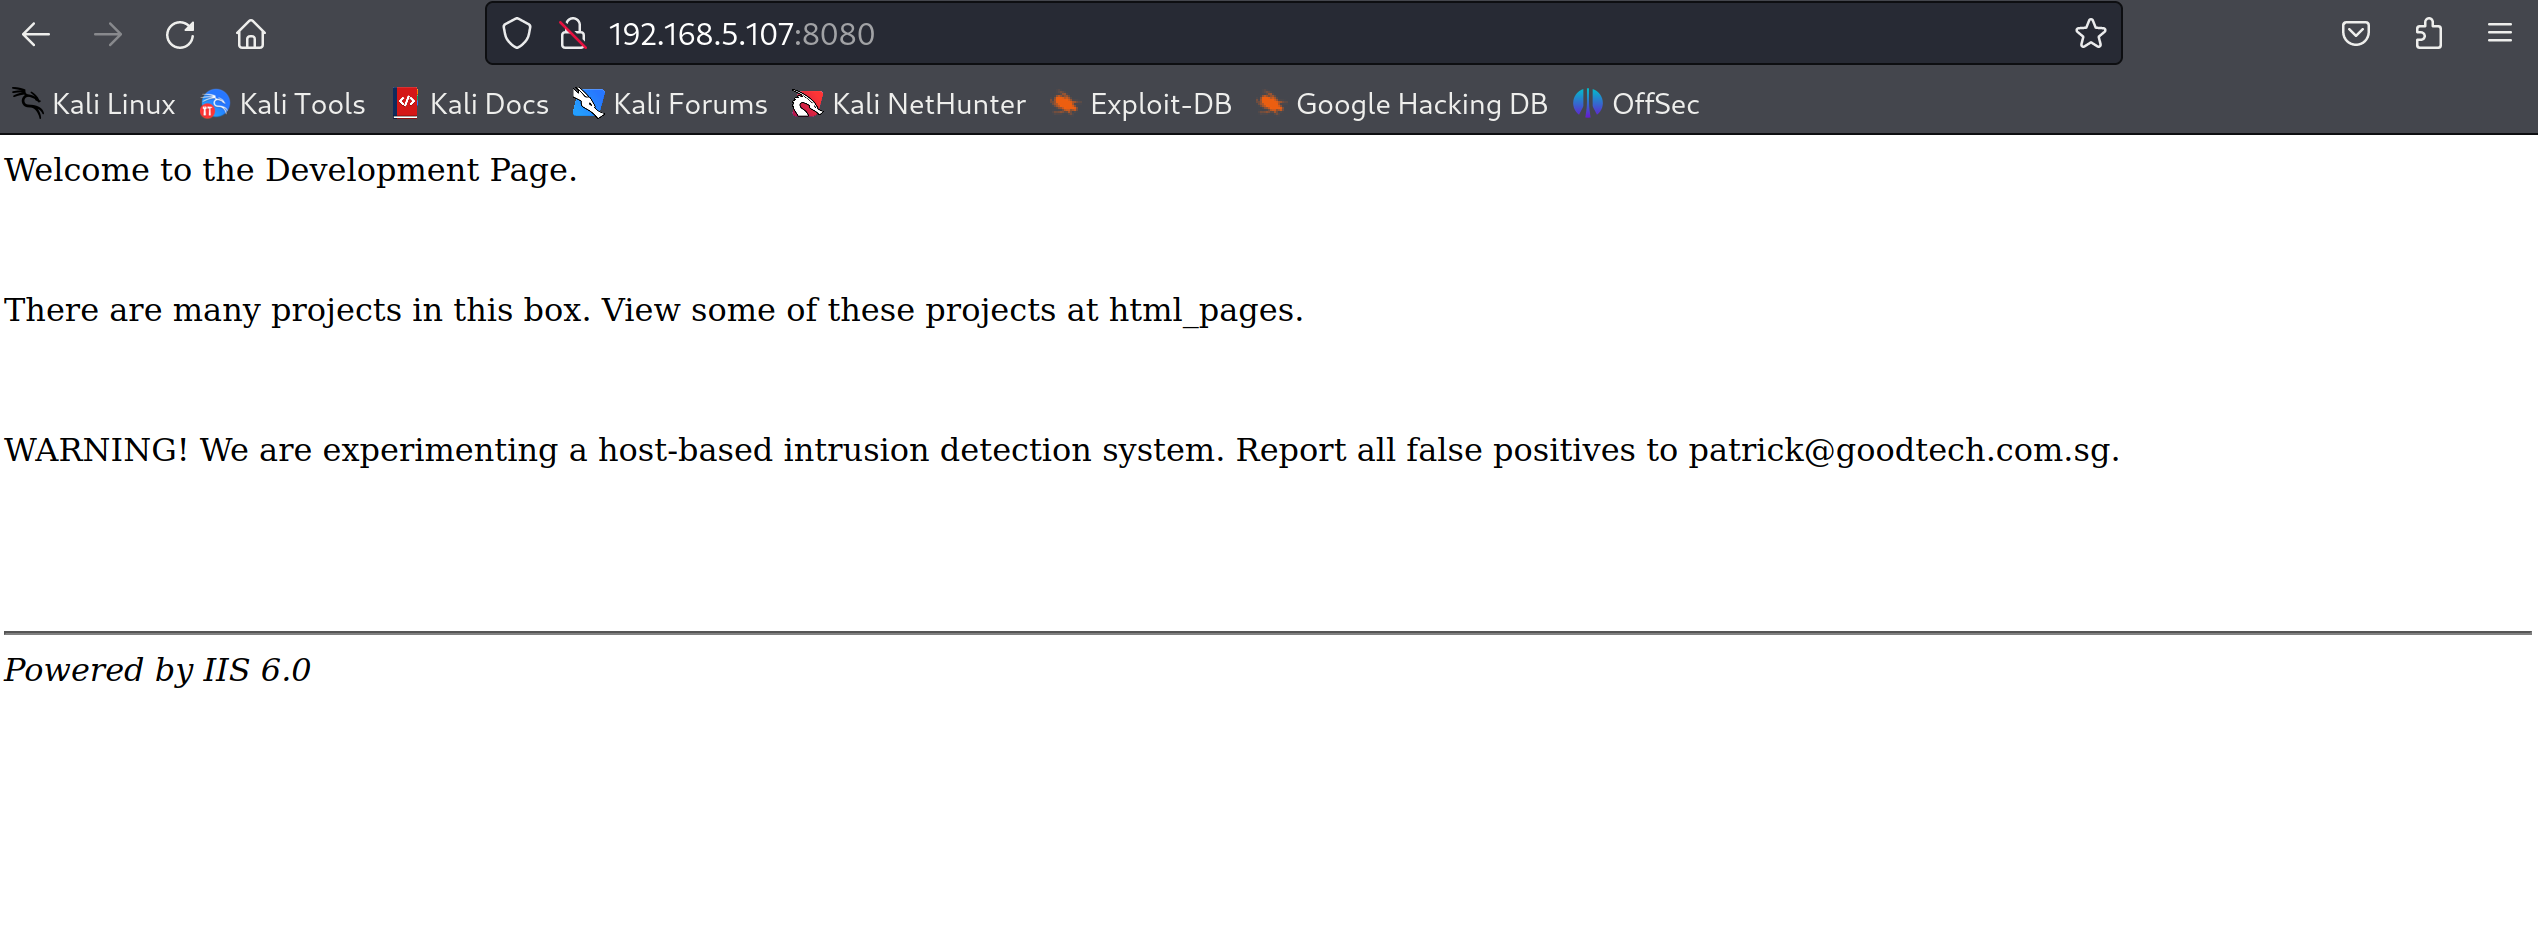 192.168.5.107:8080
Kali Linux Kali Tools Kali Docs Kali Forums Kali NetHunter Exploit-DB Google Hacking DB OffSec
Welcome to the Development Page.
There are many projects in this box. View some of these projects at html_pages.
WARNING! We are experimenting a host-based intrusion detection system. Report all false positives to patrick@goodtech.com.sg.
Powered by IIS 6.0